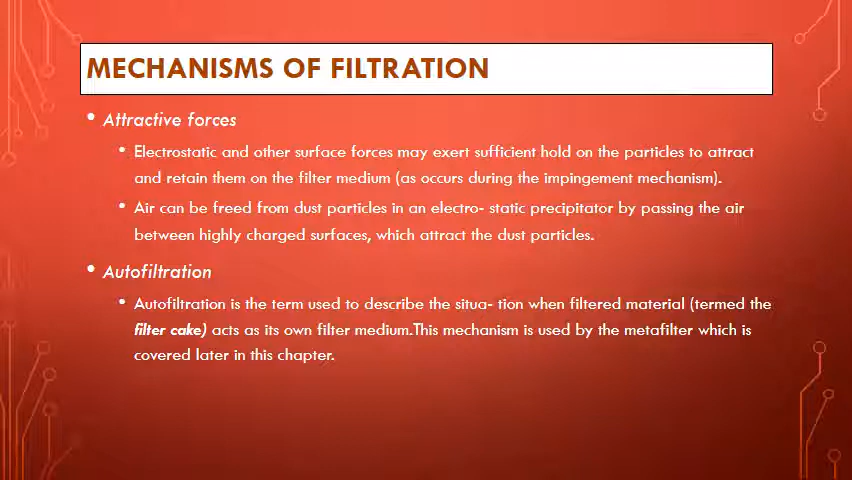 MECHANISMS OF FILTRATION
• Attractive forces
• Electrostatic and other surface forces may exert sufficient hold on the particles to attract
and retain them on the filter medium (as occurs during the impingement mechanism).
• Air can be freed from dust particles in an electro- static precipitator by passing the air
between highly charged surfaces, which attract the dust particles.
• Autofiltration
• Autofiltration is the term used to describe the situa- tion when filtered material (termed the
filter cake) acts as its own filter medium.This mechanism is used by the metafilter which is
covered later in this chapter.